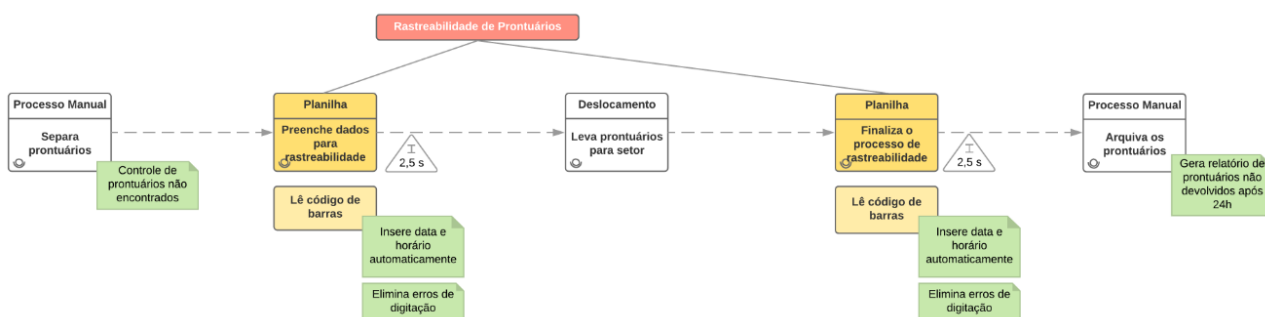 Rastreabilidade de Prontuários
Processo Manual
Separa
prontuários
Controle de
prontuários não
encontrados
Planilha
Preenche dados
para
rastreabilidade
I
2,5 s
Lê código de
barras
Insere data e
horário
automaticamente
Elimina erros de
digitação
Deslocamento
Leva prontuários
para setor
Planilha
Finaliza o
processo de
rastreabilidade
I
2,5 s
Lê código de
barras
Insere data e
horário
automaticamente
Elimina erros de
digitação
Processo Manual
Arquiva os
prontuários
Gera relatório de
prontuários não
devolvidos após
24h